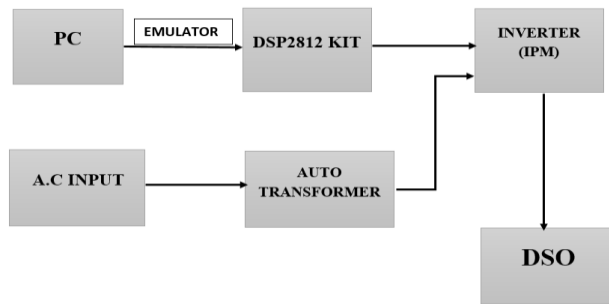 PC
EMULATOR
DSP2812 KIT
INVERTER
(IPM)
A.C INPUT
AUTO
TRANSFORMER
DSO